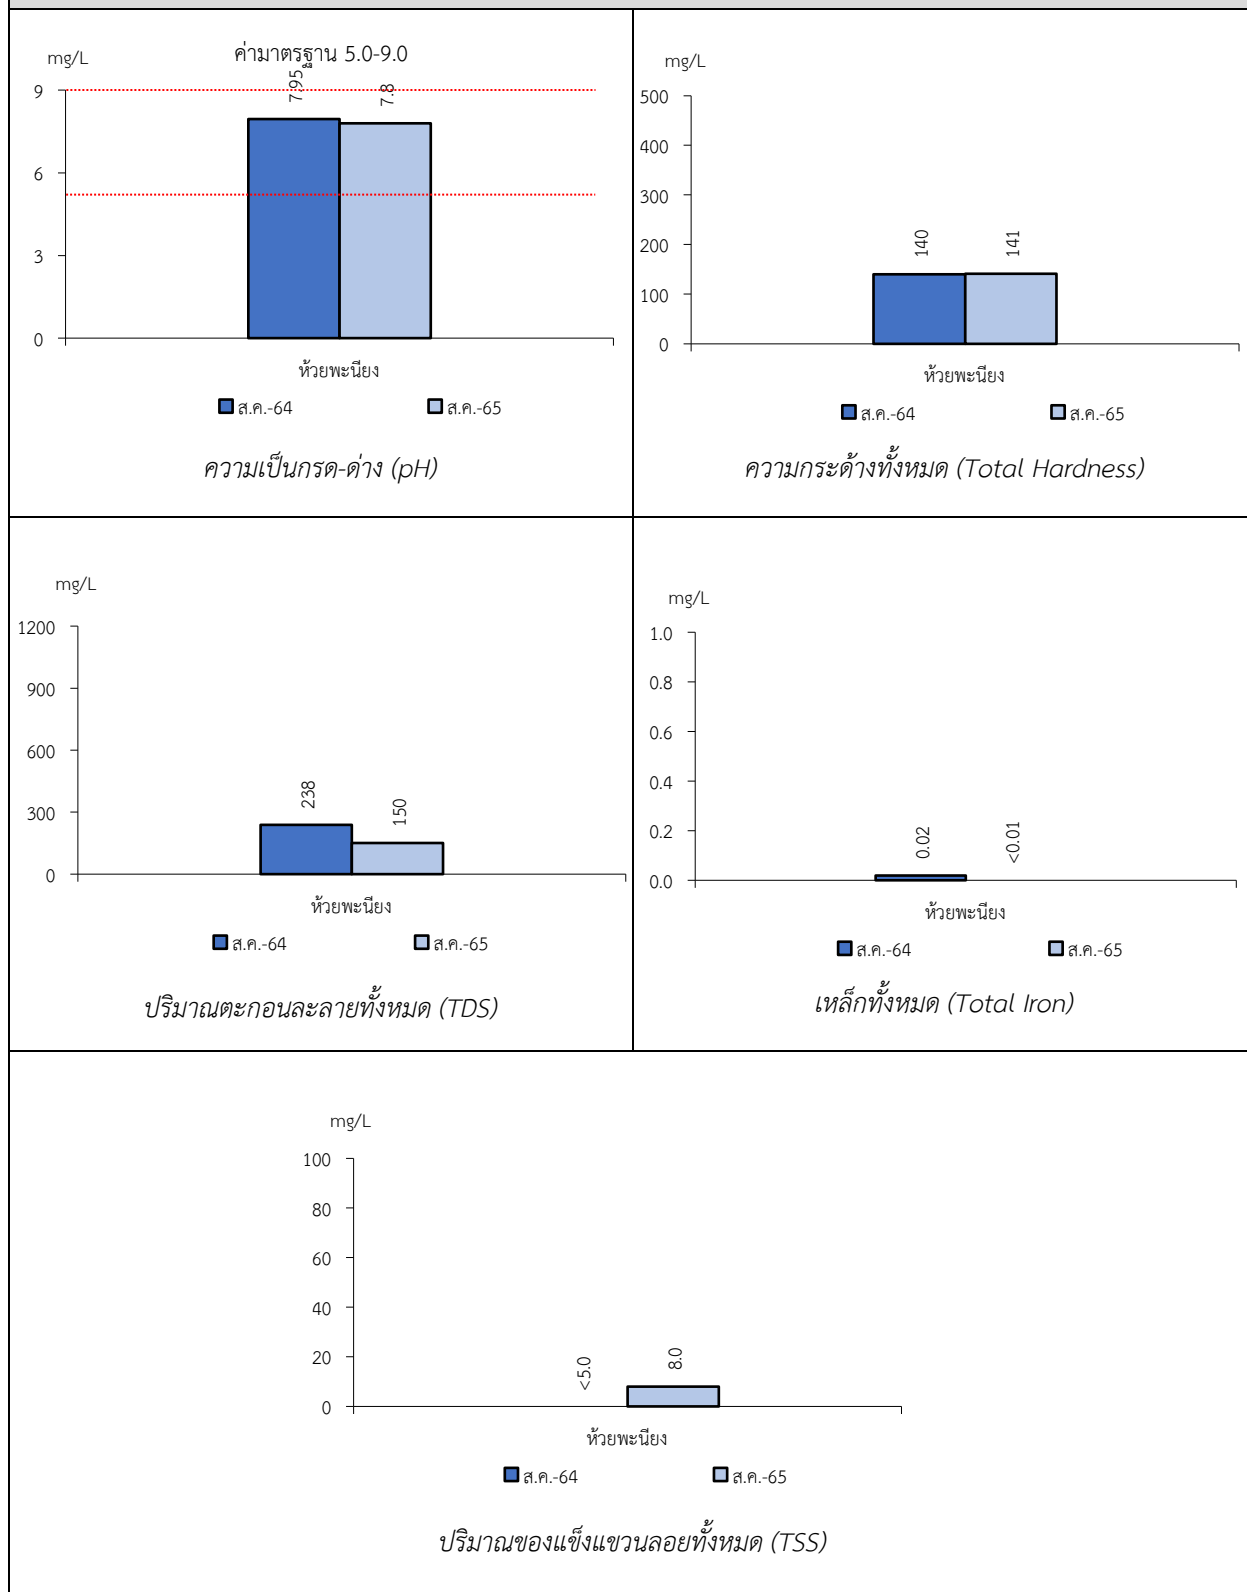 mg/L
ค่ามาตรฐาน 5.0-9.0
9
6
3
0
7.95
7.8
ห้วยพะเนียง
ส.ค.-64
ส.ค.-65
ความเป็นกรด-ด่าง (pH)
mg/L
500
400
300
200
100
0
140
141
ห้วยพะเนียง
ส.ค.-64
ส.ค.-65
ความกระด้างทั้งหมด (Total Hardness)
mg/L
1200
900
600
300
0
238
150
ห้วยพะเนียง
ส.ค.-64
ส.ค.-65
ปริมาณตะกอนละลายทั้งหมด (TDS)
mg/L
1.0
0.8
0.6
0.4
0.2
0.0
0.02
<0.01
ห้วยพะเนียง
ส.ค.-64
ส.ค.-65
เหล็กทั้งหมด (Total Iron)
mg/L
100
80
60
40
20
0
<5.0
8.0
ห้วยพะเนียง
ส.ค.-64
ส.ค.-65
ปริมาณของแข็งแขวนลอยทั้งหมด (TSS)